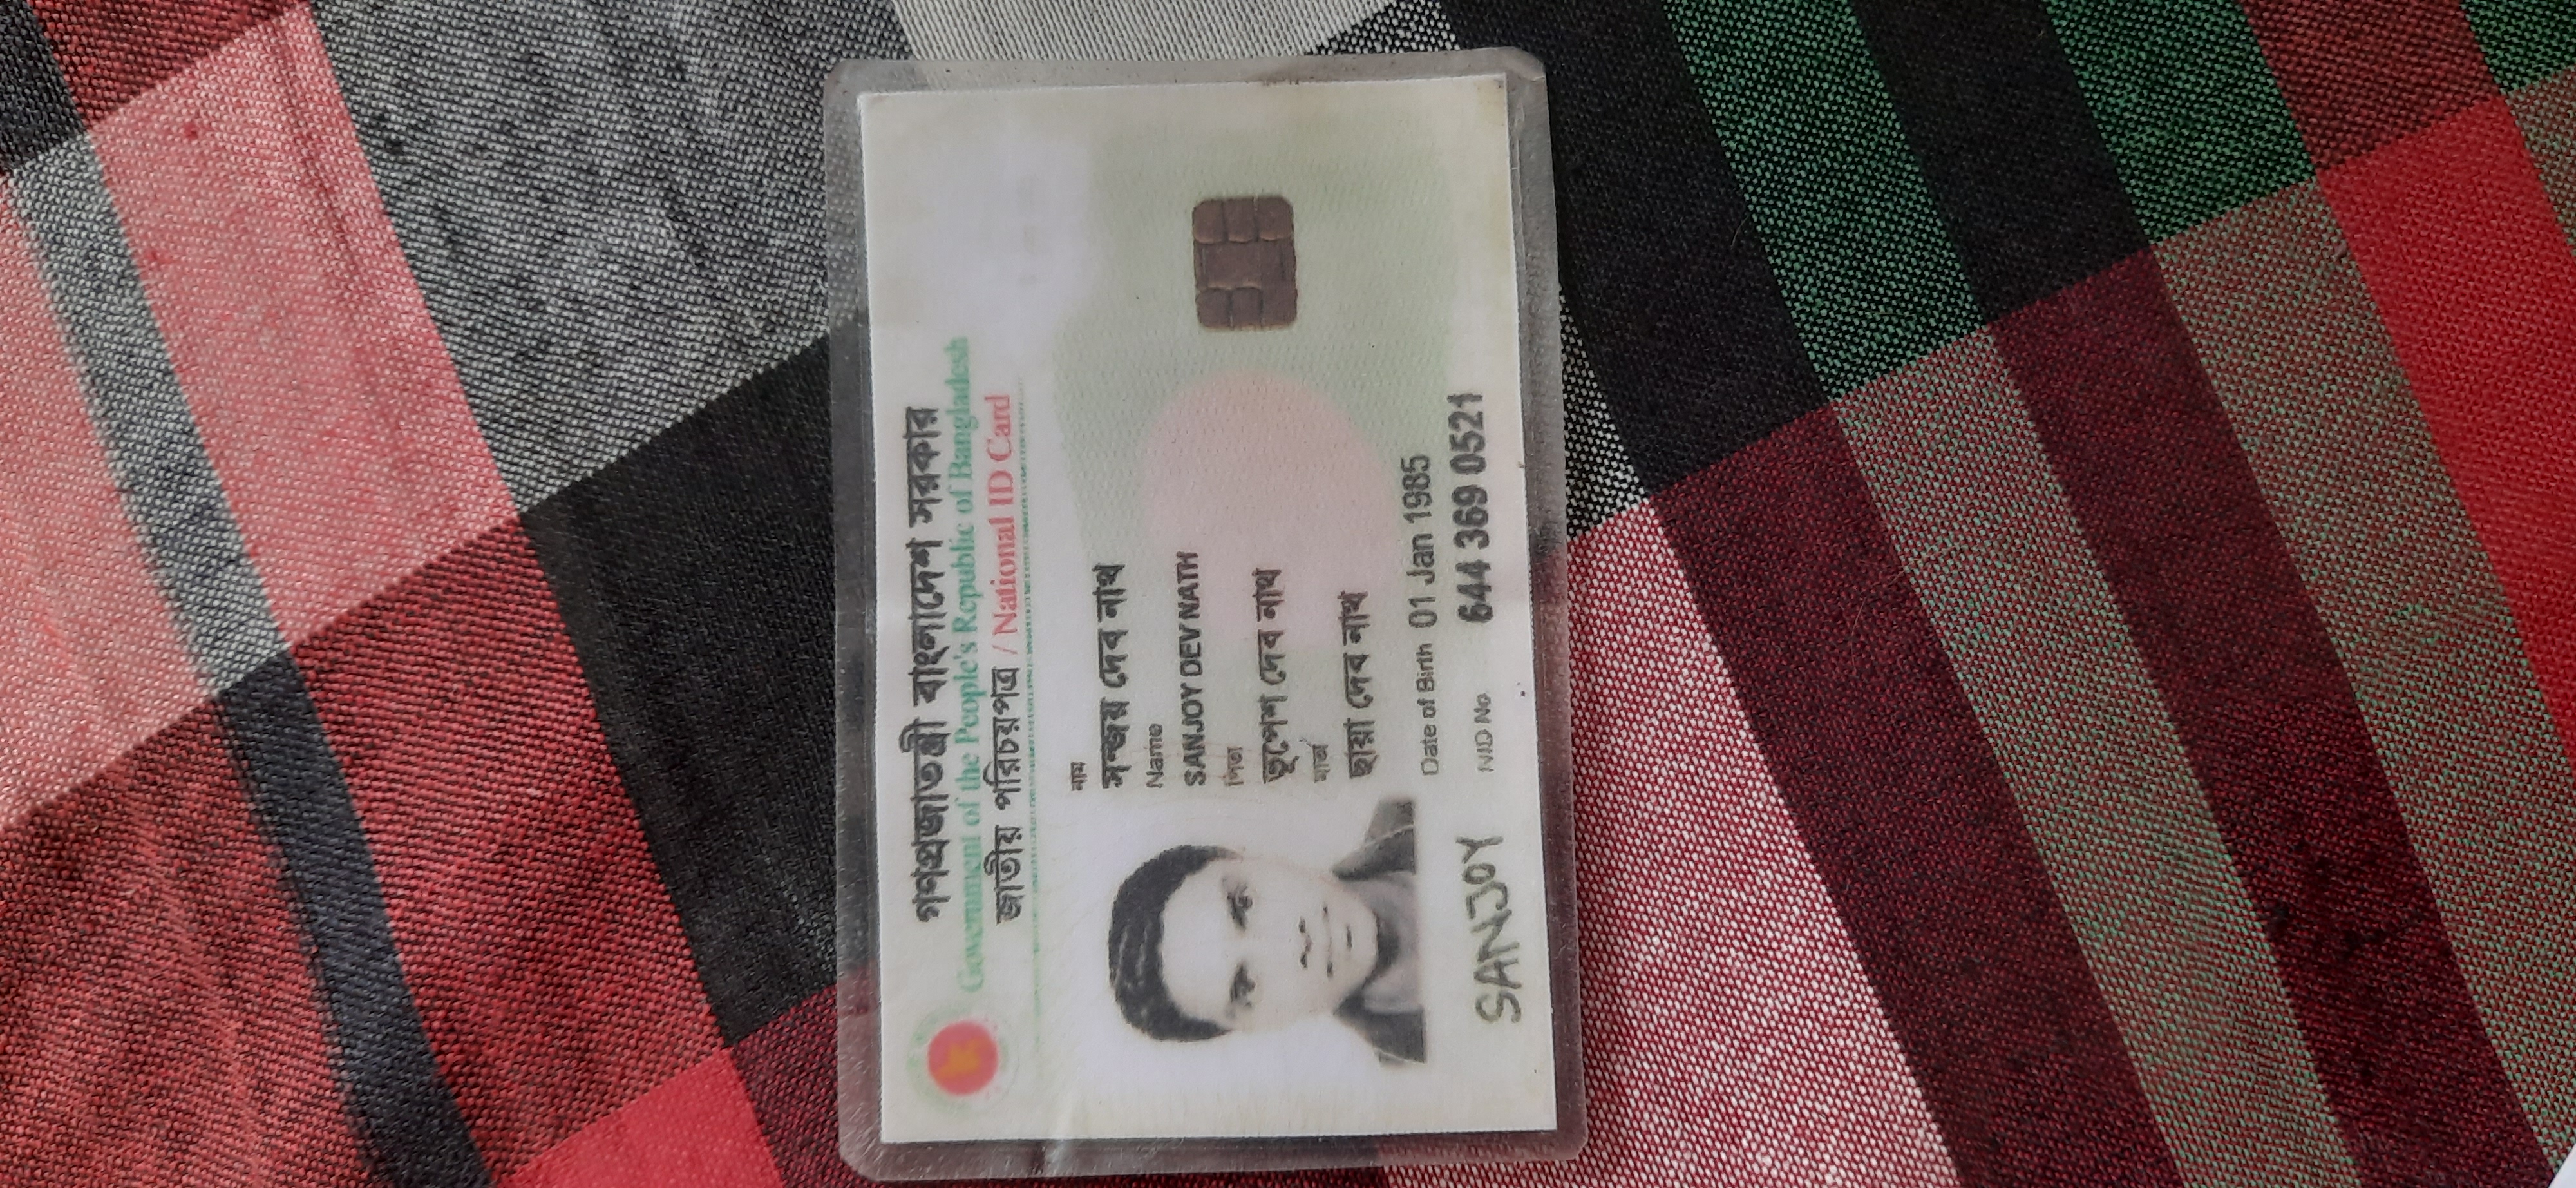 গণপ্রজাতন্ত্রী বাংলাদেশ সরকার
Government of the People's Republic of Bangladesh
জাতীয় পরিচয়পত্র / National ID Card
নাম
সন্জয় দেব নাথ
Name
SANJOY DEV NATH
পিতা
ভূপেশ দেব নাথ
মাতা
ছায়া দেব নাথ
Date of Birth 01 Jan 1985
NID No 644 369 0521
SANJOY